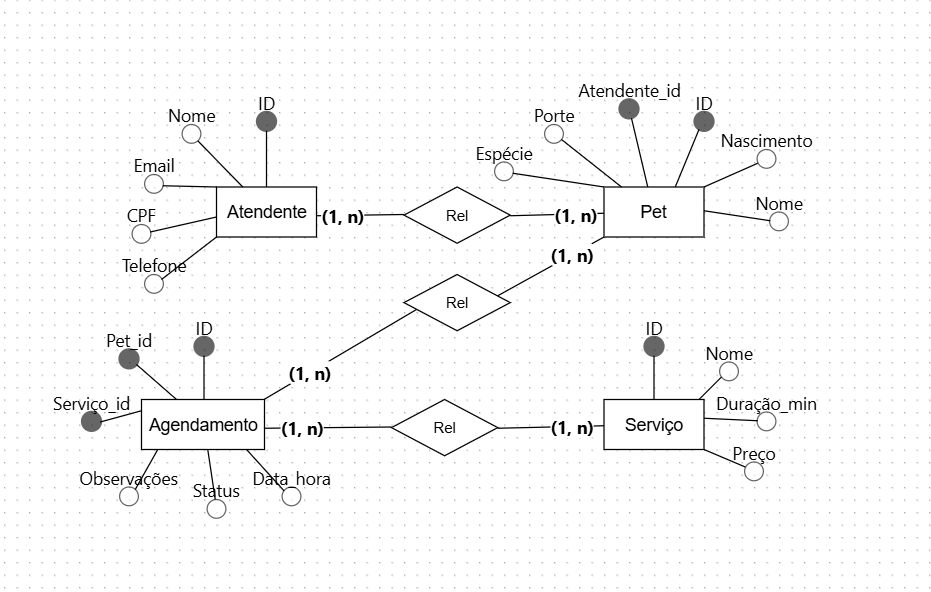 Atendente_id
ID
ID
Nome
Porte
Nascimento
Espécie
Email
Nome
CPF
Atendente
(1, n)
Rel
(1, n)
Pet
Telefone
(1, n)
Rel
ID
ID
Pet_id
Nome
(1, n)
Serviço_id
Duração_min
Agendamento
(1, n)
Rel
(1, n)
Serviço
Preço
Observações
Status
Data_hora